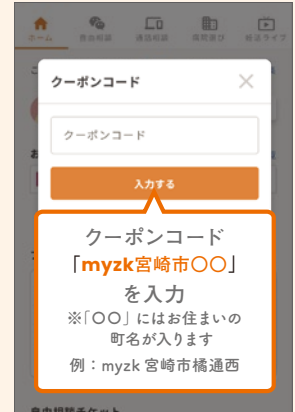 ホーム
クーポンコード
クーポンコード
入力する
クーポンコード
「myzk宮崎市〇〇」
を入力
※「〇〇」にはお住まいの
町名が入ります
例：myzk 宮崎市橘通西